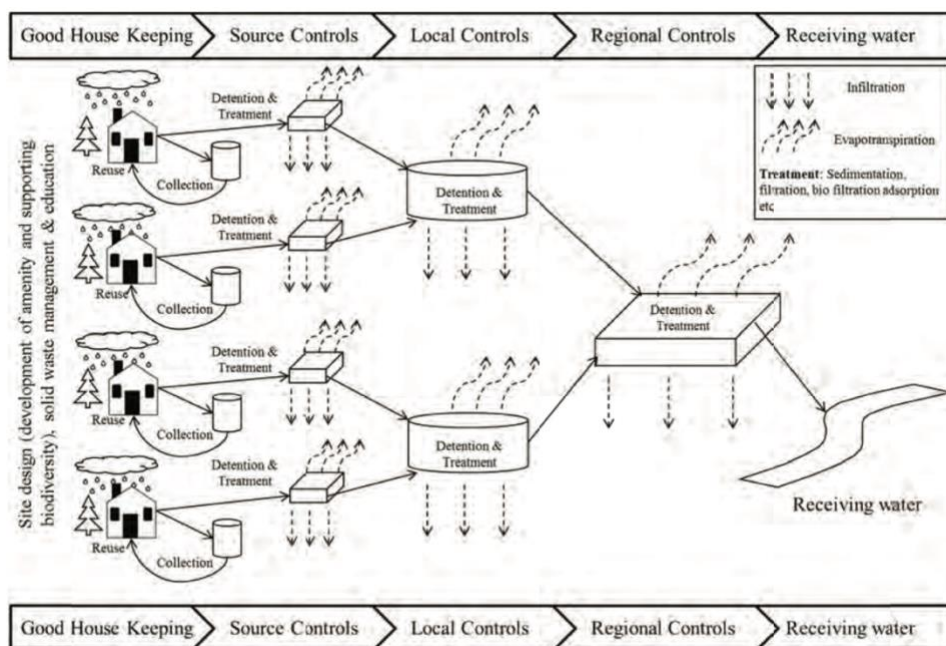 Good House Keeping
Source Controls
Local Controls
Regional Controls
Receiving water
Site design (development of amenity and supporting
biodiversity), solid waste management & education
Reuse
Collection
Detention &
Treatment
Reuse
Collection
Detention &
Treatment
Reuse
Collection
Detention &
Treatment
Reuse
Collection
Detention &
Treatment
Detention &
Treatment
Detention &
Treatment
Detention &
Treatment
Infiltration
Evapotranspiration
Treatment: Sedimentation,
filtration, bio filtration adsorption
etc
Receiving water
Good House Keeping
Source Controls
Local Controls
Regional Controls
Receiving water